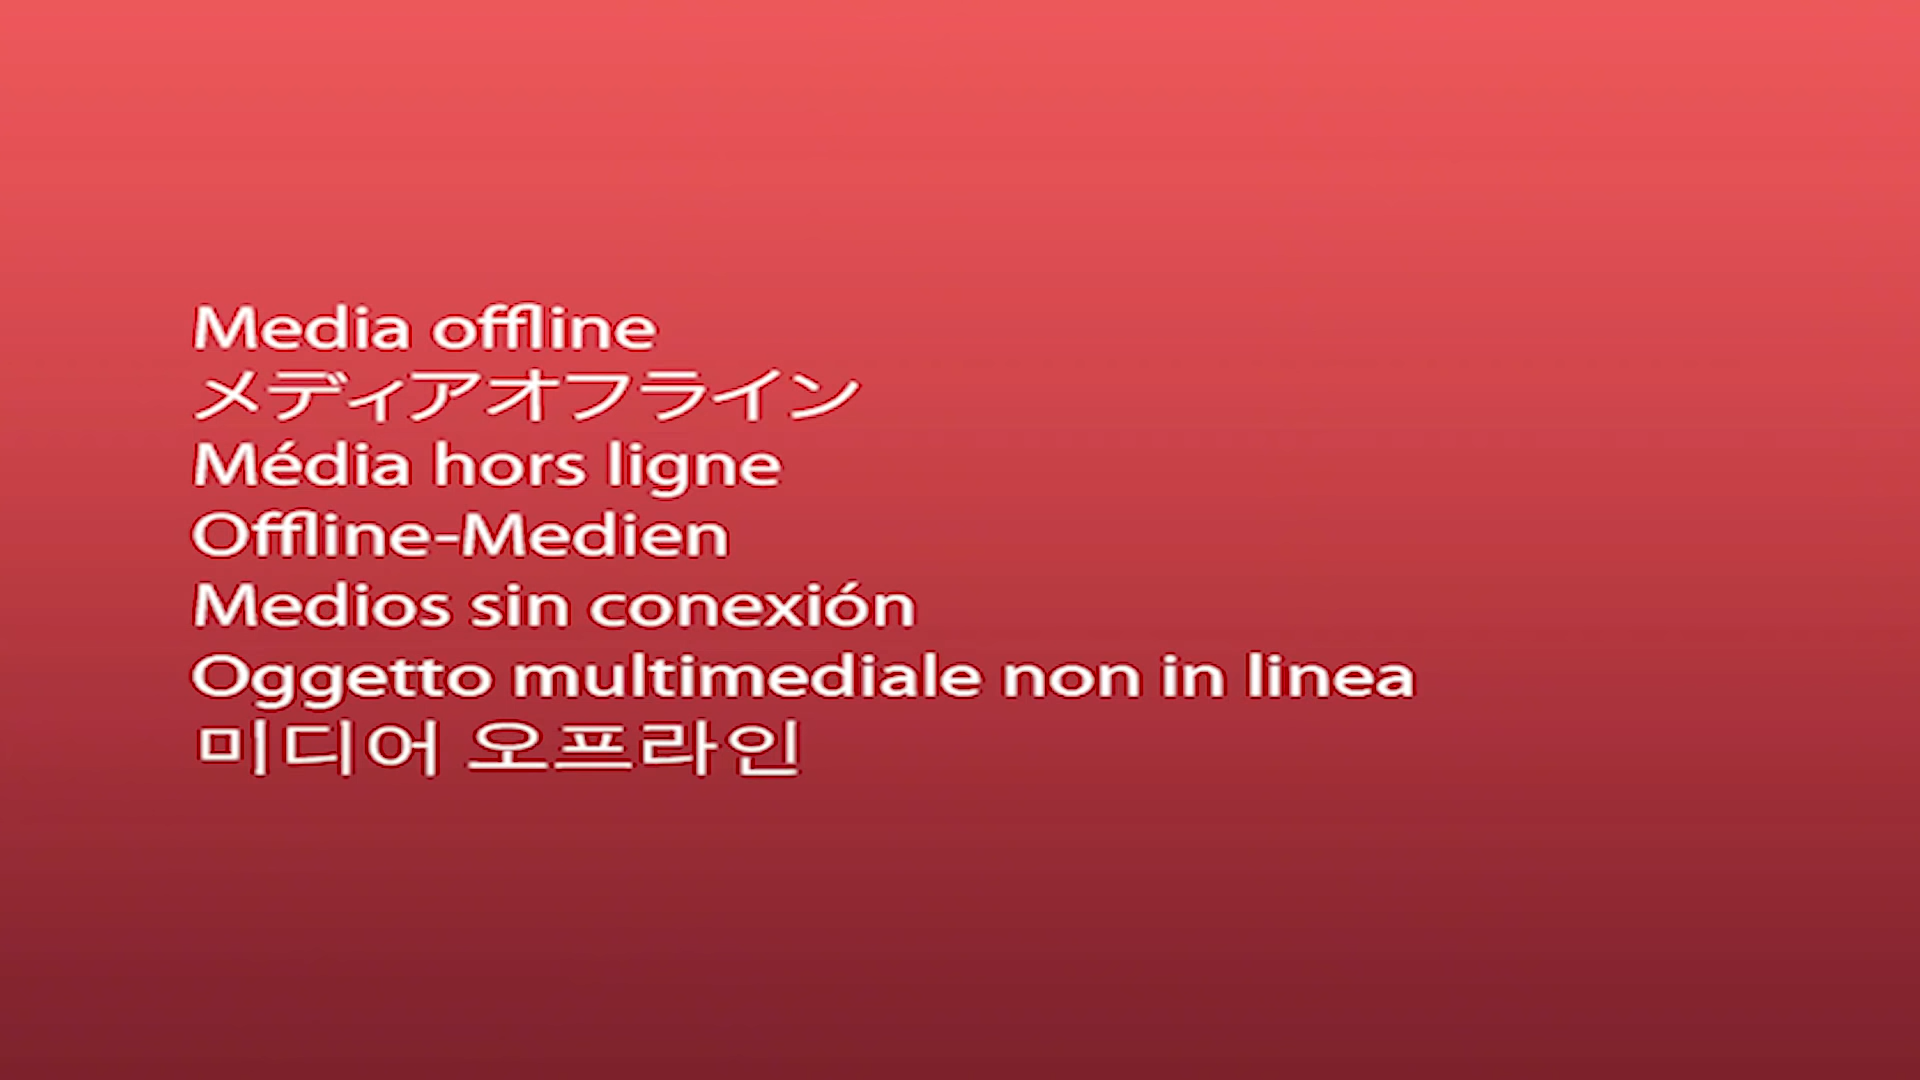 Media offline
メディアオフライン
Média hors ligne
Offline-Medien
Medios sin conexión
Oggetto multimediale non in linea
미디어 오프라인